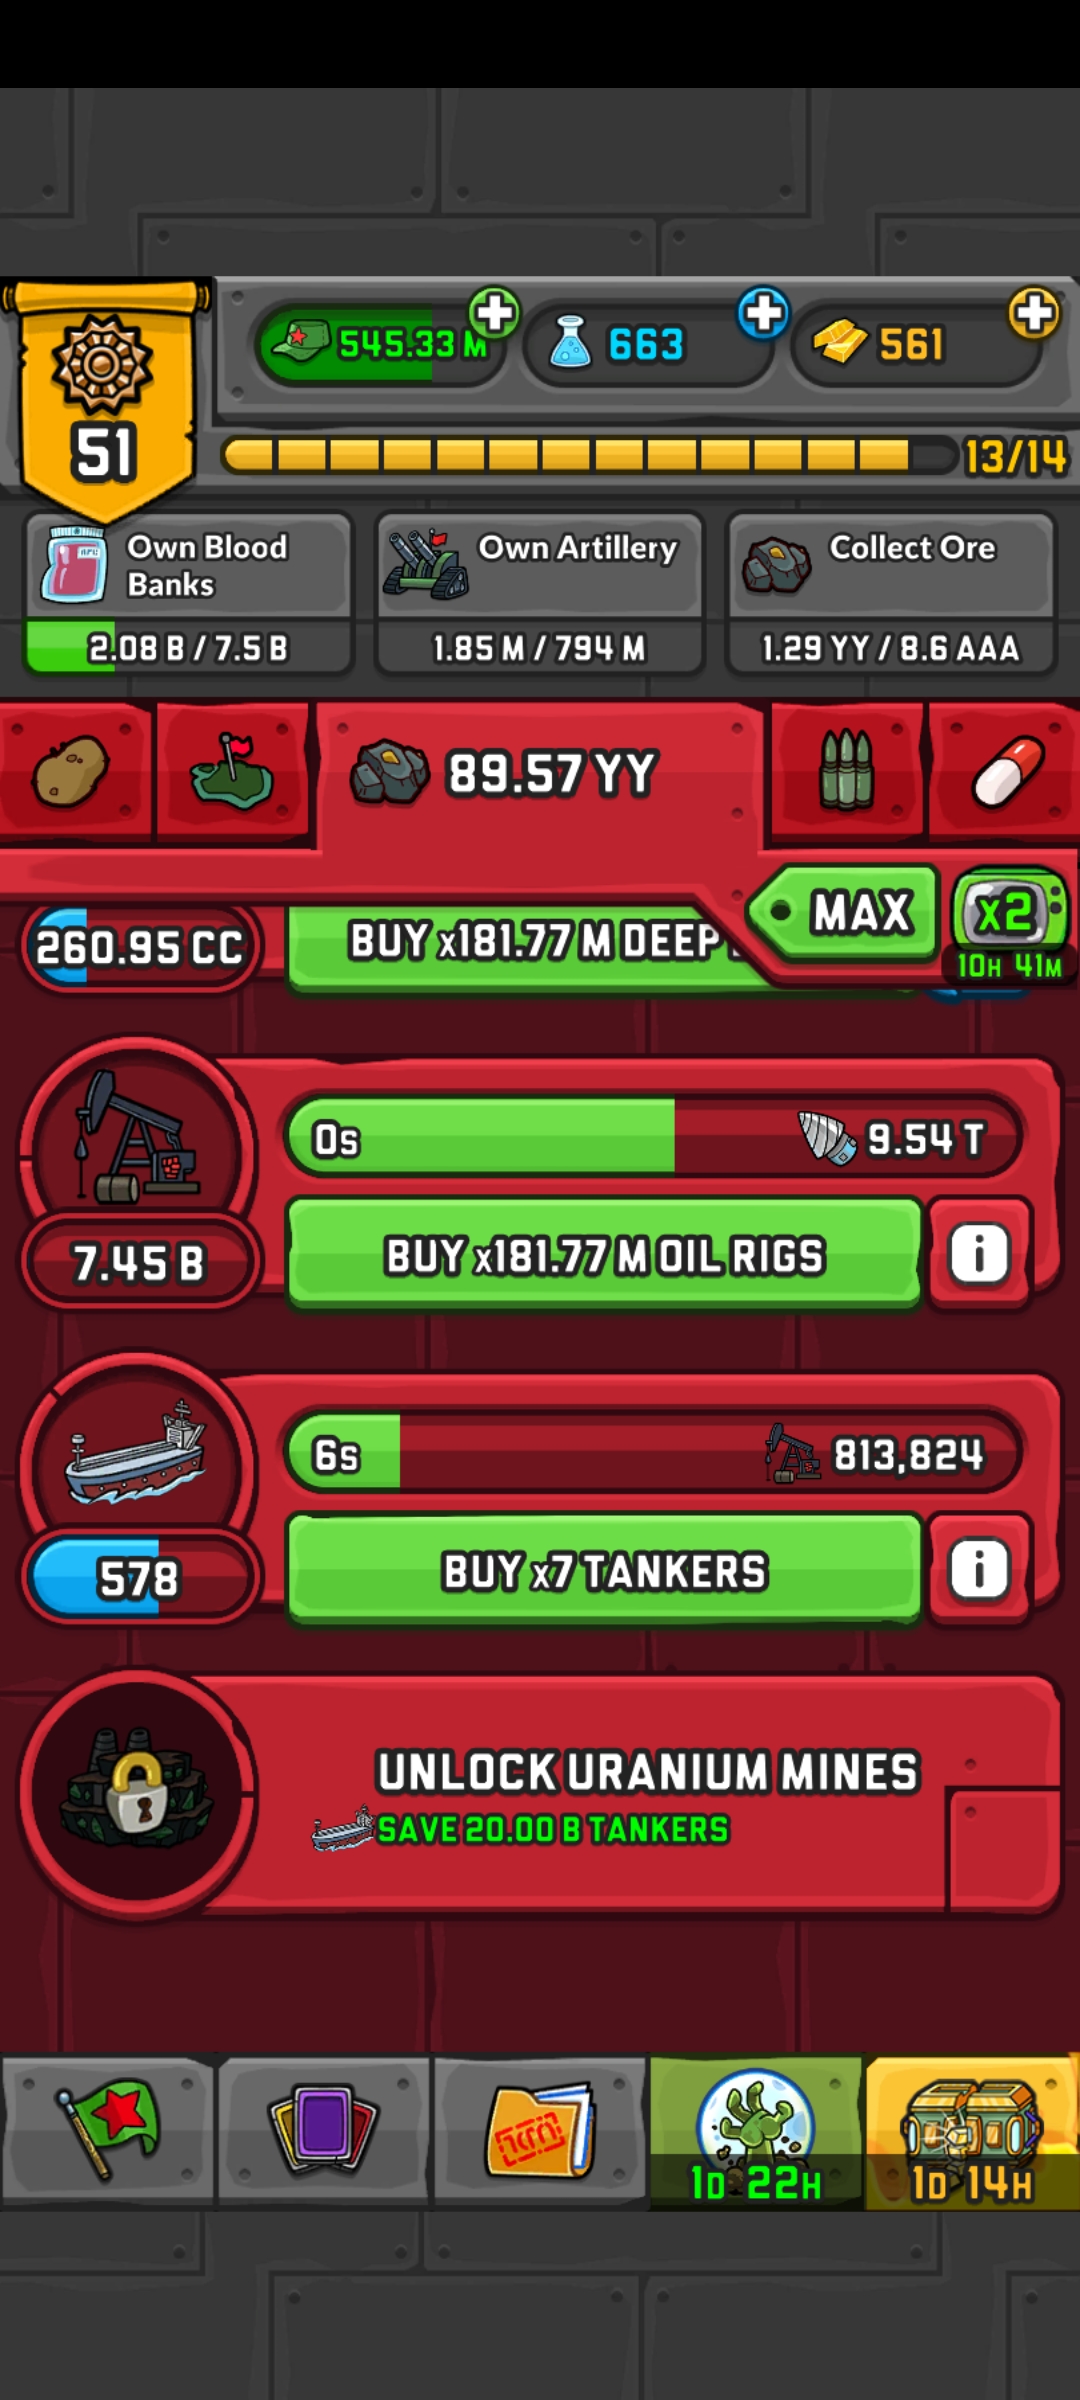 545.33 M
663
561
51
13/14
Own Blood
Banks
2.08 B / 7.5 B
Own Artillery
1.85 M / 794 M
Collect Ore
1.29 YY / 8.6 AAA
89.57 YY
MAX
x2
10H 41M
260.95 CC
BUY x181.77 M DEEP
0s
9.54 T
7.45 B
BUY x181.77 M OIL RIGS
i
6s
813,824
578
BUY x7 TANKERS
i
UNLOCK URANIUM MINES
SAVE 20.00 B TANKERS
1D 22H
1D 14H